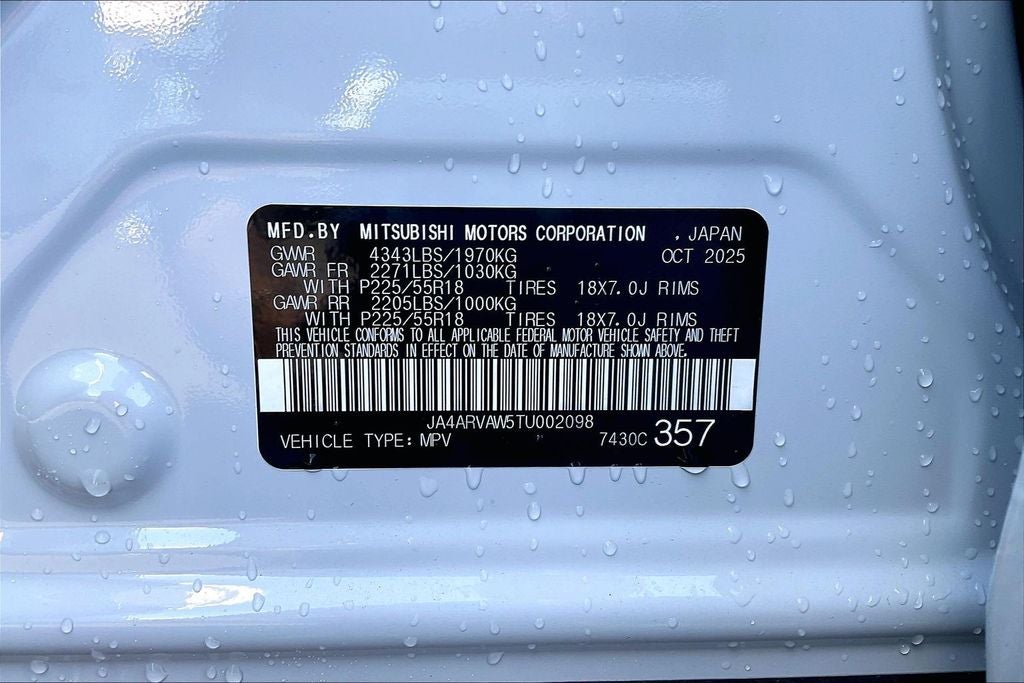 MFD.BY MITSUBISHI MOTORS CORPORATION , JAPAN
GVWR 4343LBS/1970KG OCT 2025
GAWR FR 2271LBS/1030KG
WITH P225/55R18 TIRES 18X7.0J RIMS
GAWR RR 2205LBS/1000KG
WITH P225/55R18 TIRES 18X7.0J RIMS
THIS VEHICLE CONFORMS TO ALL APPLICABLE FEDERAL MOTOR VEHICLE SAFETY AND THEFT
PREVENTION STANDARDS IN EFFECT ON THE DATE OF MANUFACTURE SHOWN ABOVE.
JA4ARVAW5TU002098
VEHICLE TYPE: MPV 7430C 357